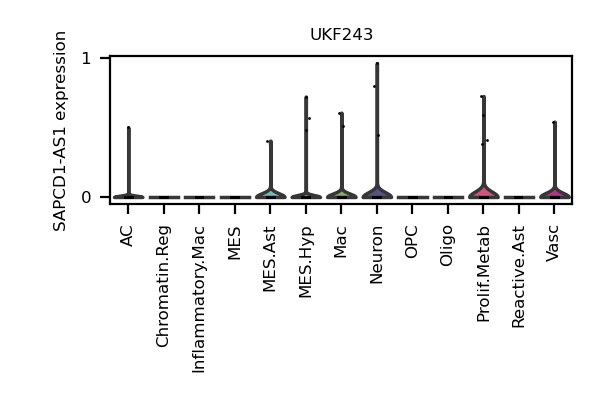 UKF243
SAPCD1-AS1 expression
1
0
AC
Chromatin.Reg
Inflammatory.Mac
MES
MES.Ast
MES.Hyp
Mac
Neuron
OPC
Oligo
Prolif.Metab
Reactive.Ast
Vasc